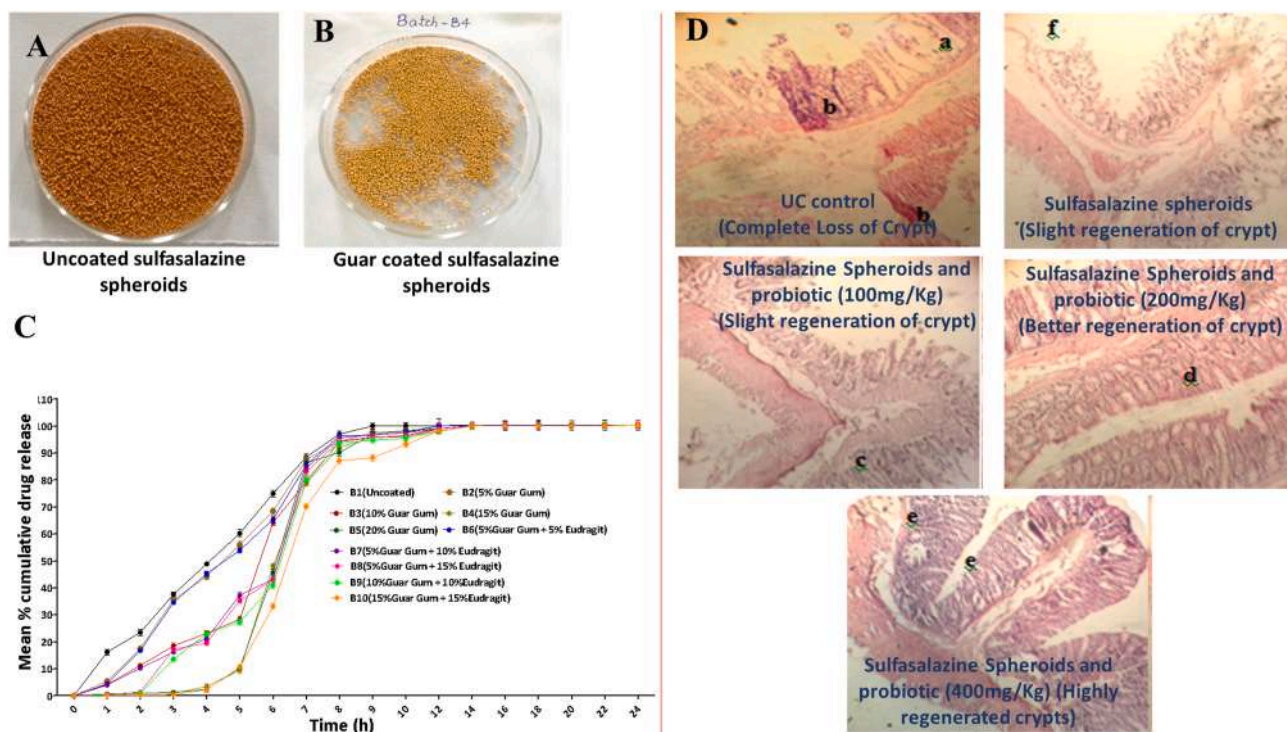 A
Uncoated sulfasalazine
spheroids
B
Batch-B4
Guar coated sulfasalazine
spheroids
C
Mean % cumulative drug release
110
100
90
80
70
60
50
40
30
20
10
0
B1(Uncoated)
B2(5% Guar Gum)
B3(10% Guar Gum)
B4(15% Guar Gum)
B5(20% Guar Gum)
B6(5%Guar Gum + 5% Eudragit)
B7(5%Guar Gum + 10% Eudragit)
B8(5%Guar Gum + 15% Eudragit)
B9(10%Guar Gum + 10%Eudragit)
B10(15%Guar Gum + 15%Eudragit)
0 1 2 3 4 5 6 7 8 9 10 12 14 16 18 20 22 24
Time (h)
D
a
b
b
UC control
(Complete Loss of Crypt)
f
Sulfasalazine spheroids
(Slight regeneration of crypt)
Sulfasalazine Spheroids and
probiotic (100mg/Kg)
(Slight regeneration of crypt)
c
Sulfasalazine Spheroids and
probiotic (200mg/Kg)
(Better regeneration of crypt)
d
e
e
Sulfasalazine Spheroids and
probiotic (400mg/Kg) (Highly
regenerated crypts)